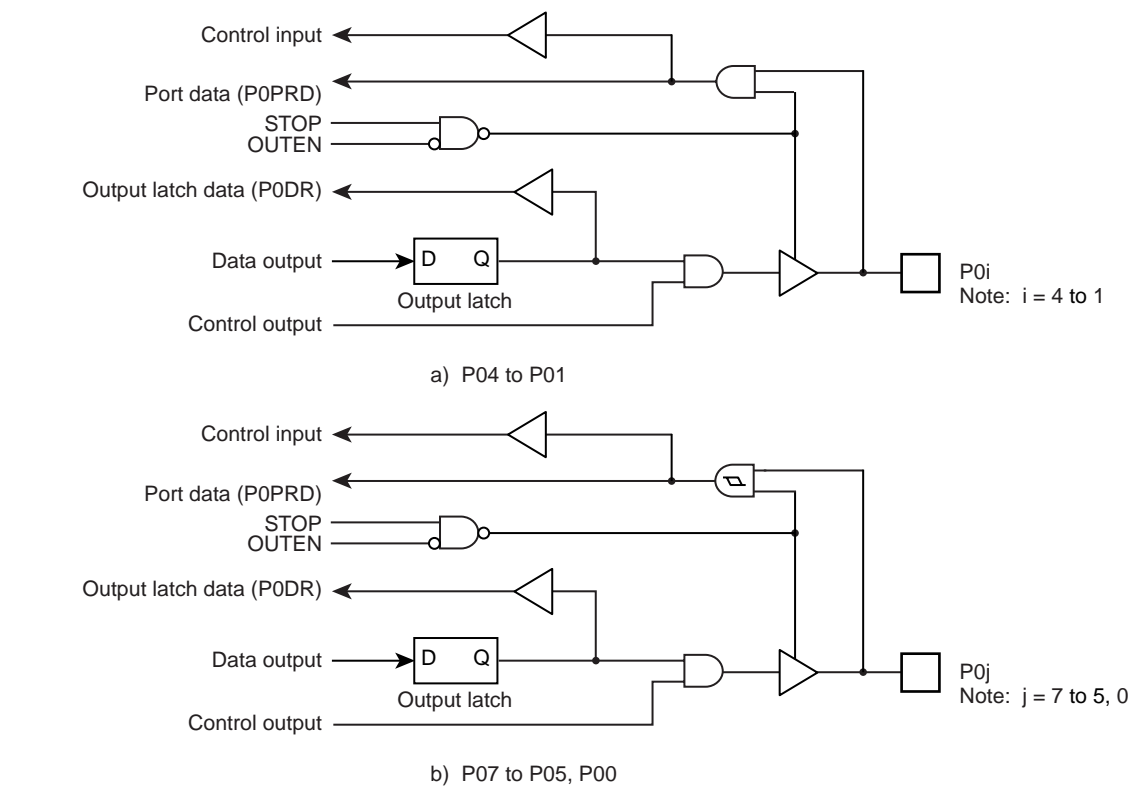 Control input
Port data (P0PRD)
STOP
OUTEN
Output latch data (P0DR)
Data output
D Q
Output latch
Control output
P0i
Note: i = 4 to 1
a) P04 to P01
Control input
Port data (P0PRD)
STOP
OUTEN
Output latch data (P0DR)
Data output
D Q
Output latch
Control output
P0j
Note: j = 7 to 5, 0
b) P07 to P05, P00